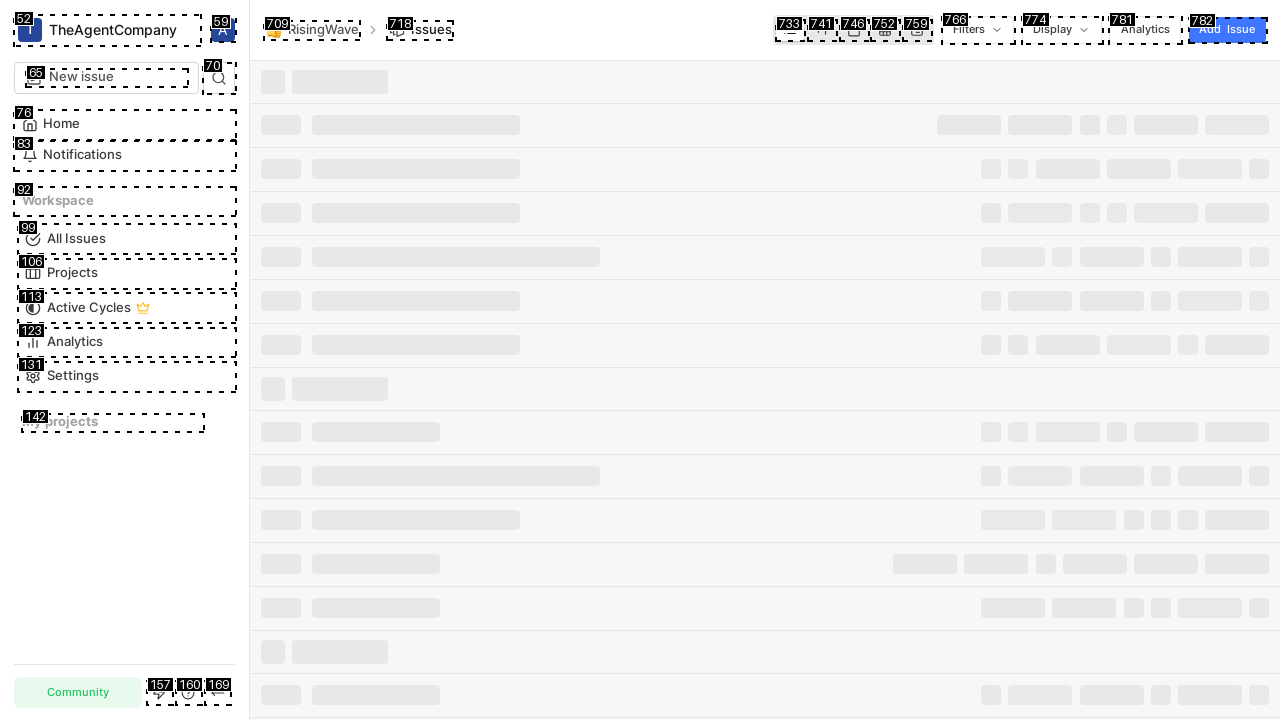 52 T TheAgentCompany 59 A
65 New issue 70
76 Home
83 Notifications
92 Workspace
99 All Issues
106 Projects
113 Active Cycles
123 Analytics
131 Settings
142 My projects
Community 157 160 169
709 RisingWave 718 Issues 733 741 746 752 759 766 Filters 774 Display 781 Analytics 782 Add Issue